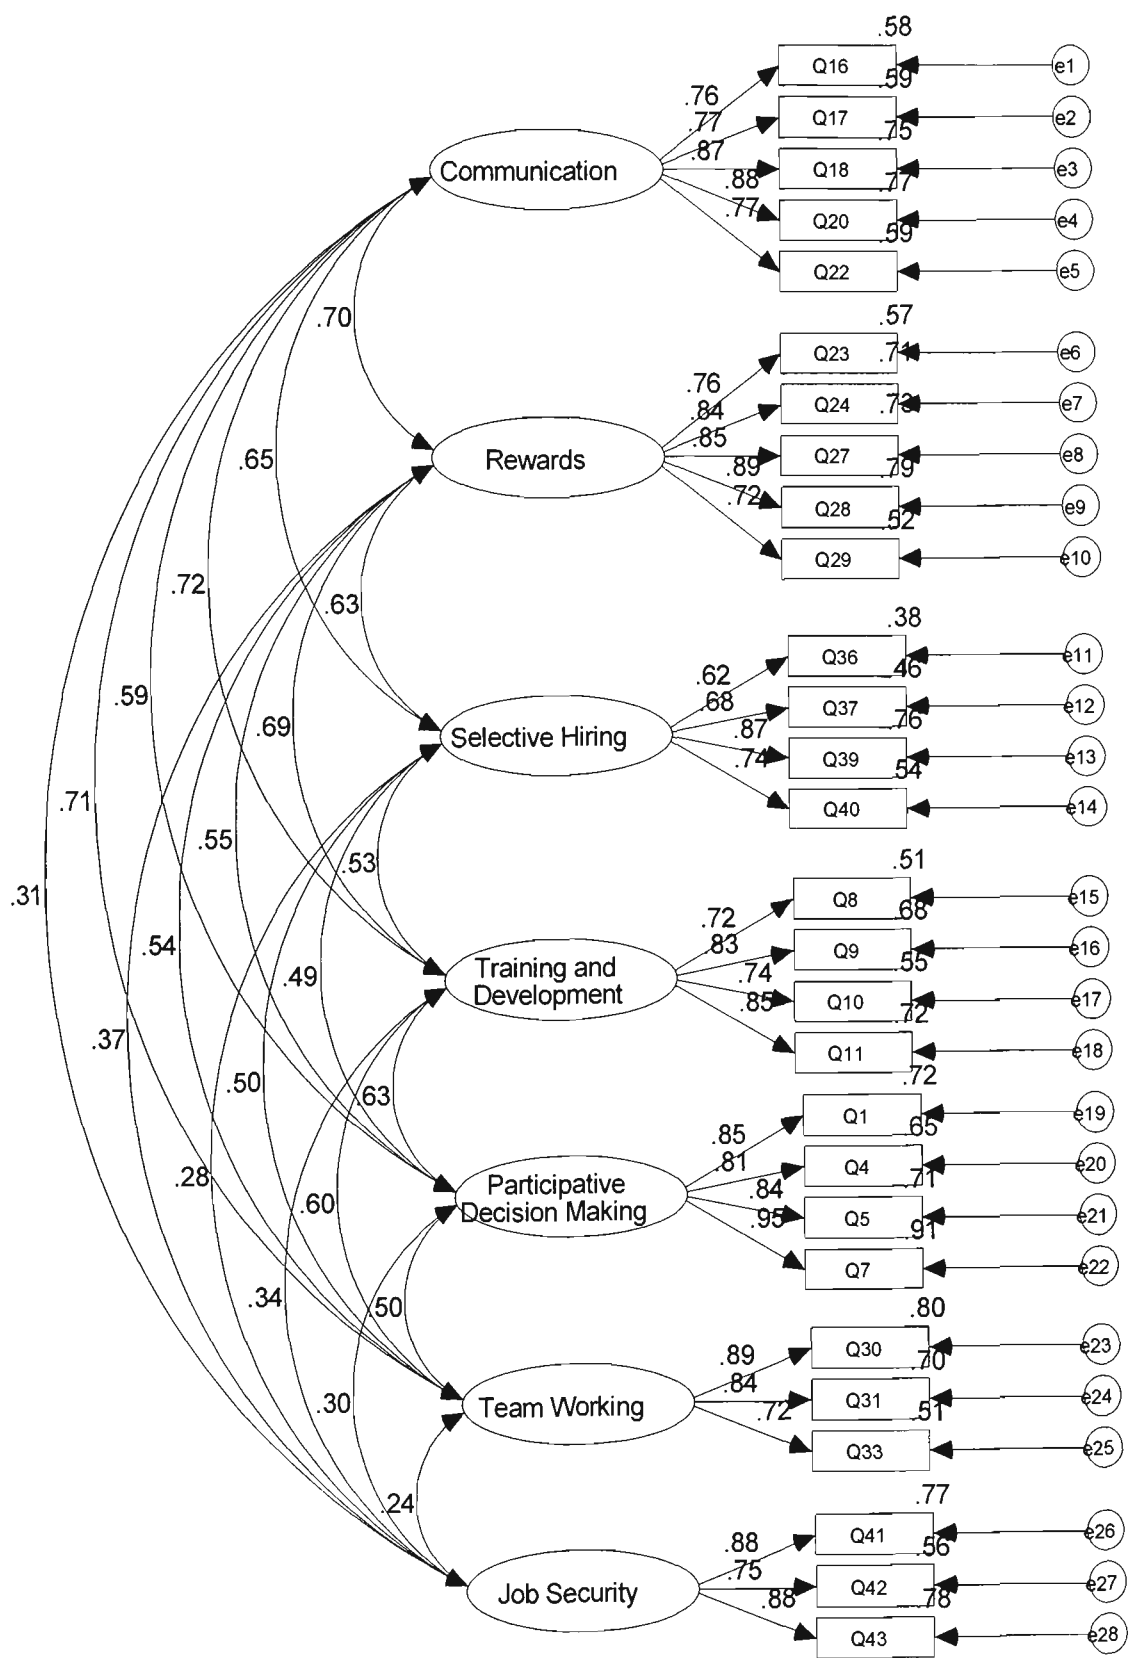 .58
Q16
e1
.59
.76
Q17
e2
.77
.75
.87
Communication
Q18
e3
.88
.77
.77
Q20
e4
.59
Q22
e5
.70
.57
Q23
e6
.71
.76
Q24
e7
.84
.73
.85
.65
Rewards
Q27
e8
.89
.79
.72
Q28
e9
.52
Q29
e10
.72
.63
.38
Q36
e11
.62
.46
.59
.68
Q37
e12
.69
.87
.76
Selective Hiring
.74
Q39
e13
.54
.71
Q40
e14
.55
.53
.51
.31
Q8
e15
.72
.68
.54
.83
Q9
e16
.49
Training and
Development
.74
.55
.85
Q10
e17
.72
.37
Q11
e18
.50
.72
.63
Q1
e19
.85
.65
.81
Q4
e20
.28
Participative
Decision Making
.84
.71
.60
.95
Q5
e21
.91
Q7
e22
.34
.50
.80
Q30
e23
.89
.70
.84
.30
Team Working
.72
Q31
e24
.51
Q33
e25
.24
.77
Q41
e26
.88
.56
.75
Job Security
.88
Q42
e27
.78
Q43
e28